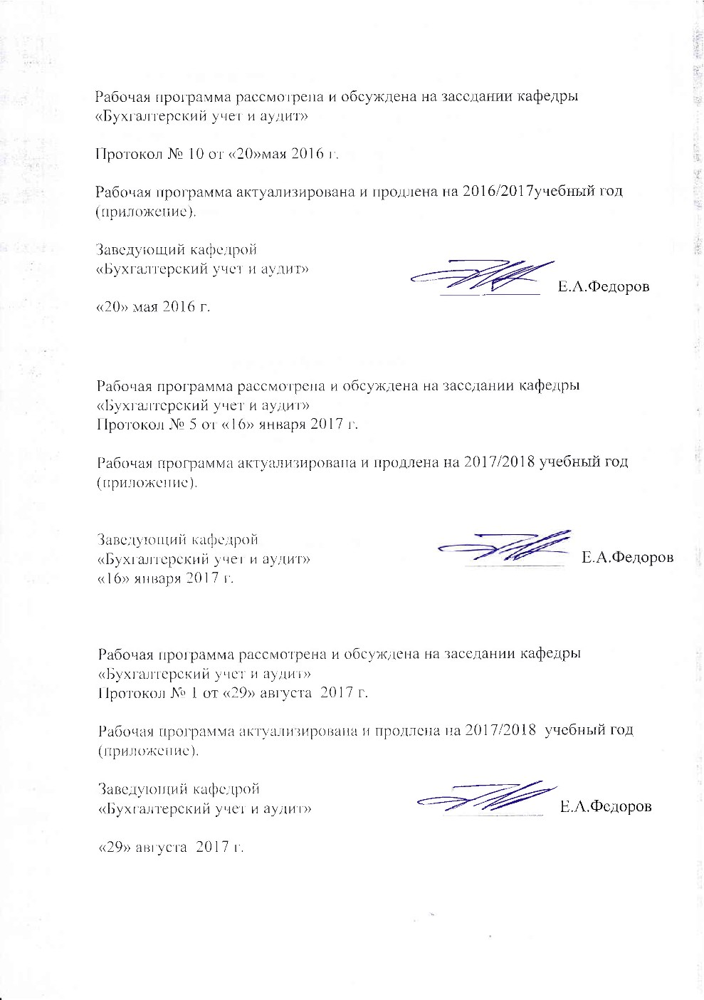 Рабочая программа рассмотрена и обсуждена на заседании кафедры
«Бухгалтерский учет и аудит»
Протокол № 10 от «20»мая 2016 г.
Рабочая программа актуализирована и продлена на 2016/2017учебный год
(приложение).
Заведующий кафедрой
«Бухгалтерский учет и аудит»
Е.А.Федоров
«20» мая 2016 г.
Рабочая программа рассмотрена и обсуждена на заседании кафедры
«Бухгалтерский учет и аудит»
Протокол № 5 от «16» января 2017 г.
Рабочая программа актуализирована и продлена на 2017/2018 учебный год
(приложение).
Заведующий кафедрой
«Бухгалтерский учет и аудит»
Е.А.Федоров
«16» января 2017 г.
Рабочая программа рассмотрена и обсуждена на заседании кафедры
«Бухгалтерский учет и аудит»
Протокол № 1 от «29» августа 2017 г.
Рабочая программа актуализирована и продлена на 2017/2018 учебный год
(приложение).
Заведующий кафедрой
«Бухгалтерский учет и аудит»
Е.А.Федоров
«29» августа 2017 г.